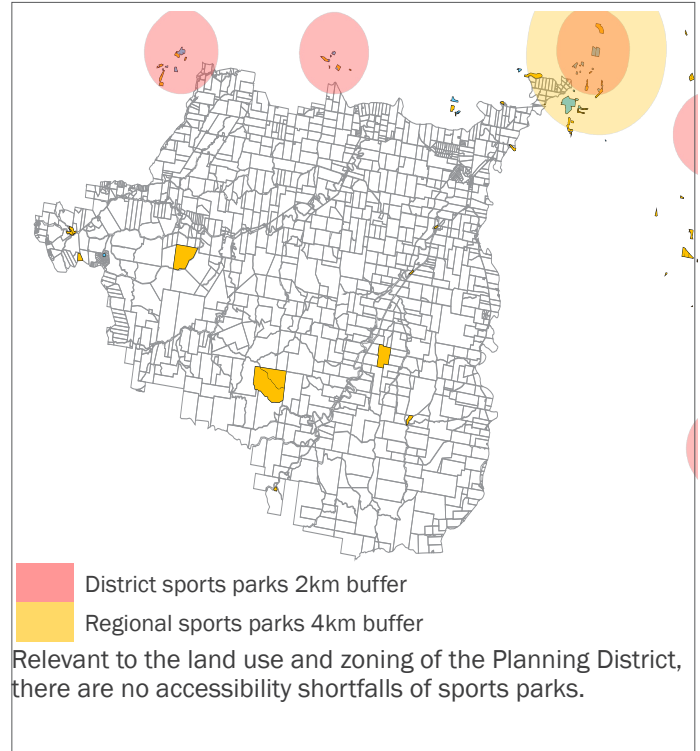 District sports parks 2km buffer
Regional sports parks 4km buffer
Relevant to the land use and zoning of the Planning District,
there are no accessibility shortfalls of sports parks.